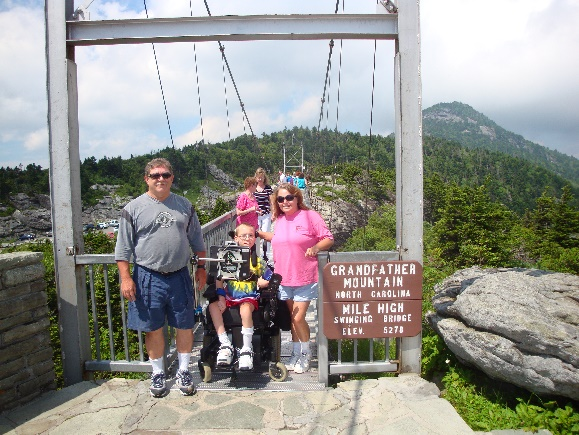 GRANDFATHER
MOUNTAIN
NORTH CAROLINA
MILE HIGH
SWINGING BRIDGE
ELEV. 5278